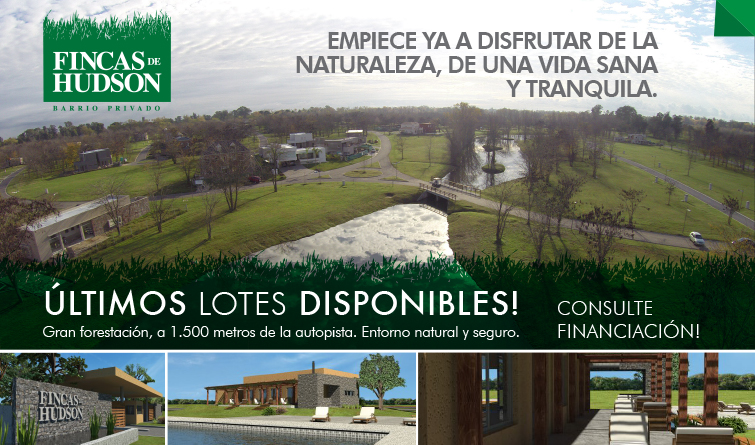 FINCAS DE
HUDSON
BARRIO PRIVADO
EMPIECE YA A DISFRUTAR DE LA
NATURALEZA, DE UNA VIDA SANA
Y TRANQUILA.
ÚLTIMOS LOTES DISPONIBLES!
Gran forestación, a 1.500 metros de la autopista. Entorno natural y seguro.
CONSULTE
FINANCIACIÓN!
FINCAS DE
HUDSON